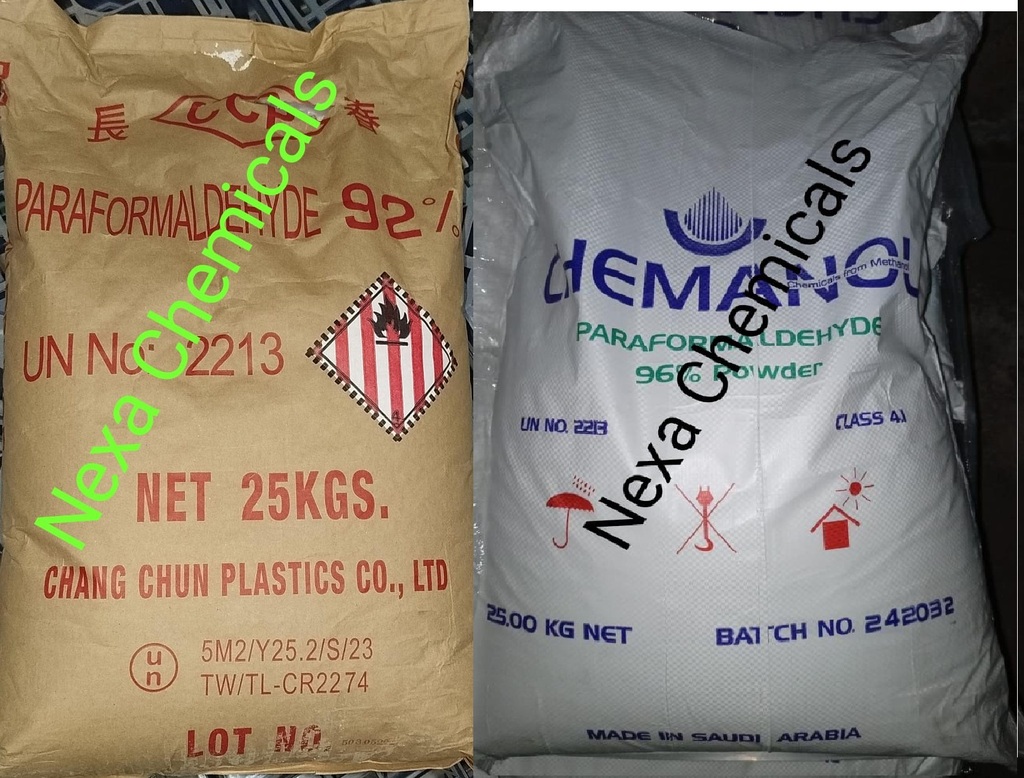 長 CCP 春
PARAFORMALDEHYDE 92%
UN No: 2213
4
NET 25KGS.
CHANG CHUN PLASTICS CO., LTD
un
5M2/Y25.2/S/23
TW/TL-CR2274
LOT NO.
Nexa Chemicals
CHEMANOL
Chemicals from Methanol
PARAFORMALDEHYDE
96% Powder
UN NO. 2213
CLASS 4.1
25.00 KG NET
BATCH NO. 242032
MADE IN SAUDI ARABIA
Nexa Chemicals